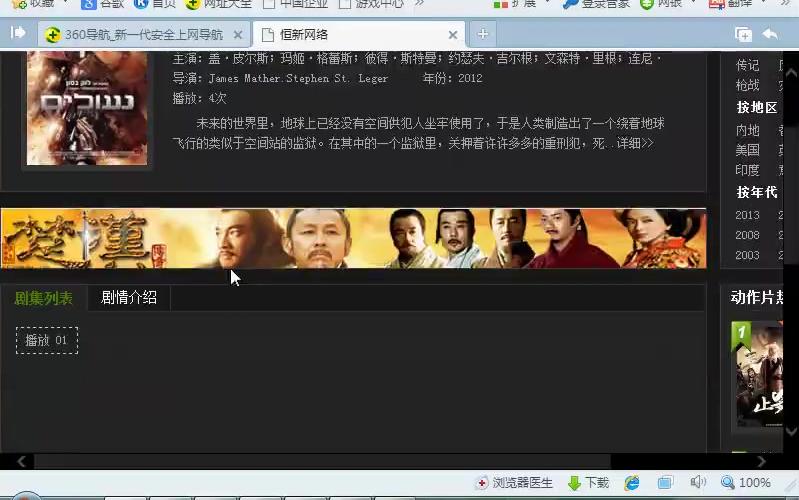 收藏 谷歌 首页 网址大全 中国企业 游戏中心 » 扩展 登录管家 网银 翻译 »
360导航_新一代安全上网导航
恒新网络
主演：盖·皮尔斯；玛姬·格蕾斯；彼得·斯特曼；约瑟夫·吉尔根；文森特·里根；连尼·
导演：James Mather.Stephen St. Leger 年份：2012
播放：4次
未来的世界里，地球上已经没有空间供犯人坐牢使用了，于是人类制造出了一个绕着地球
飞行的类似于空间站的监狱。在其中的一个监狱里，关押着许许多多的重刑犯，死..详细>>
传记
枪战
按地区
内地
美国
印度
按年代
2013
2008
2003
楚漢
传奇
剧集列表 剧情介绍
播放 01
动作片热
1
浏览器医生 下载 100%